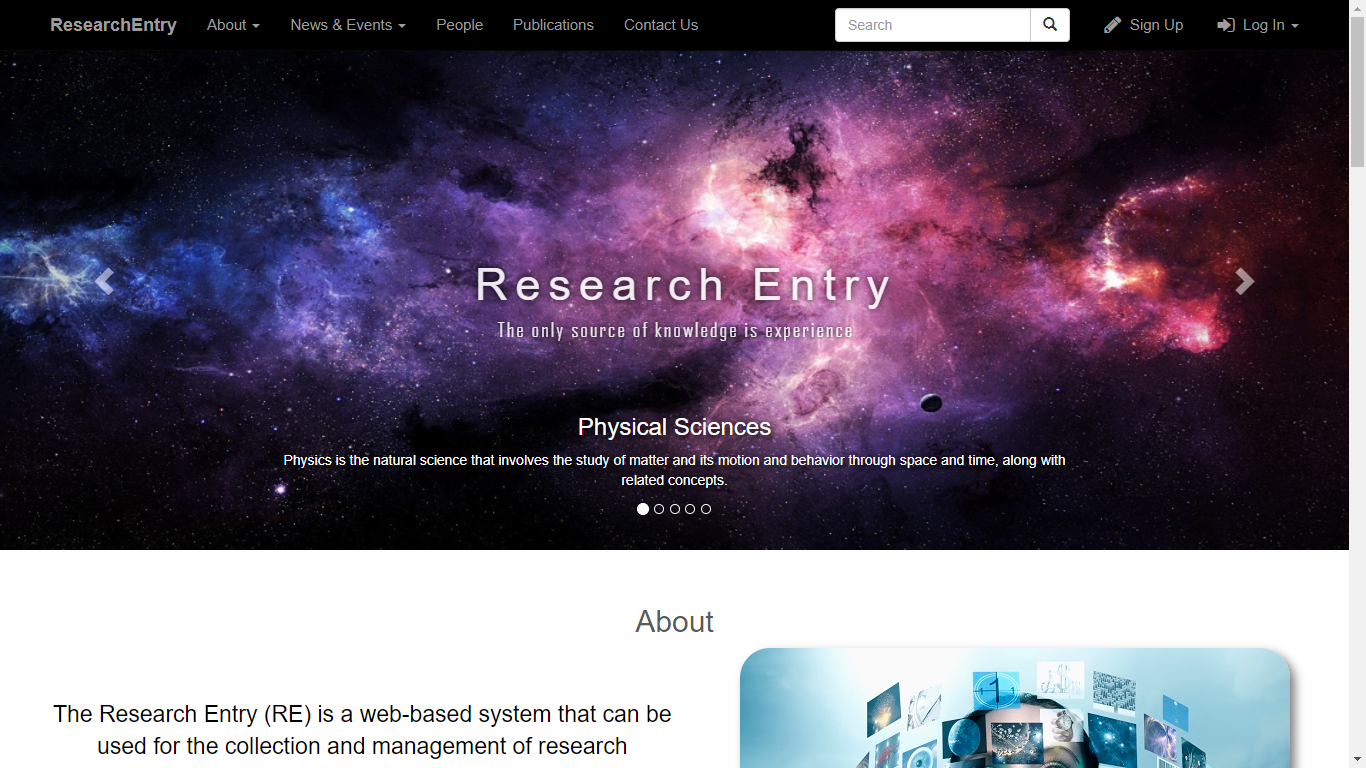 ResearchEntry About News & Events People Publications Contact Us Search Sign Up Log In
Research Entry
The only source of knowledge is experience
Physical Sciences
Physics is the natural science that involves the study of matter and its motion and behavior through space and time, along with
related concepts.
About
The Research Entry (RE) is a web-based system that can be
used for the collection and management of research
1